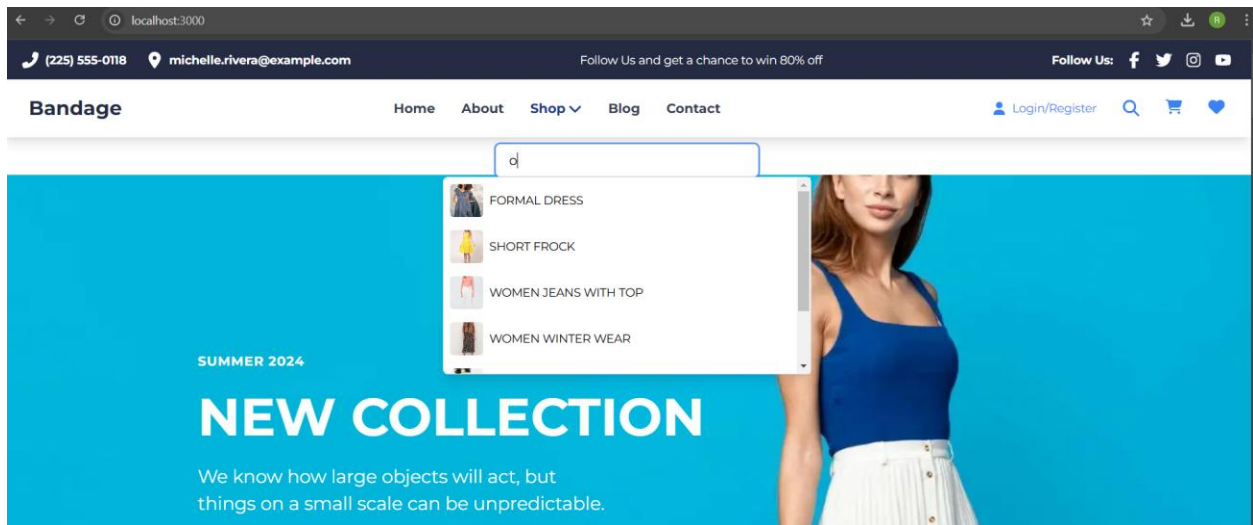 localhost:3000
R
(225) 555-0118 michelle.rivera@example.com Follow Us and get a chance to win 80% off Follow Us:
Bandage Home About Shop Blog Contact Login/Register
o
FORMAL DRESS
SHORT FROCK
WOMEN JEANS WITH TOP
WOMEN WINTER WEAR
SUMMER 2024
NEW COLLECTION
We know how large objects will act, but
things on a small scale can be unpredictable.